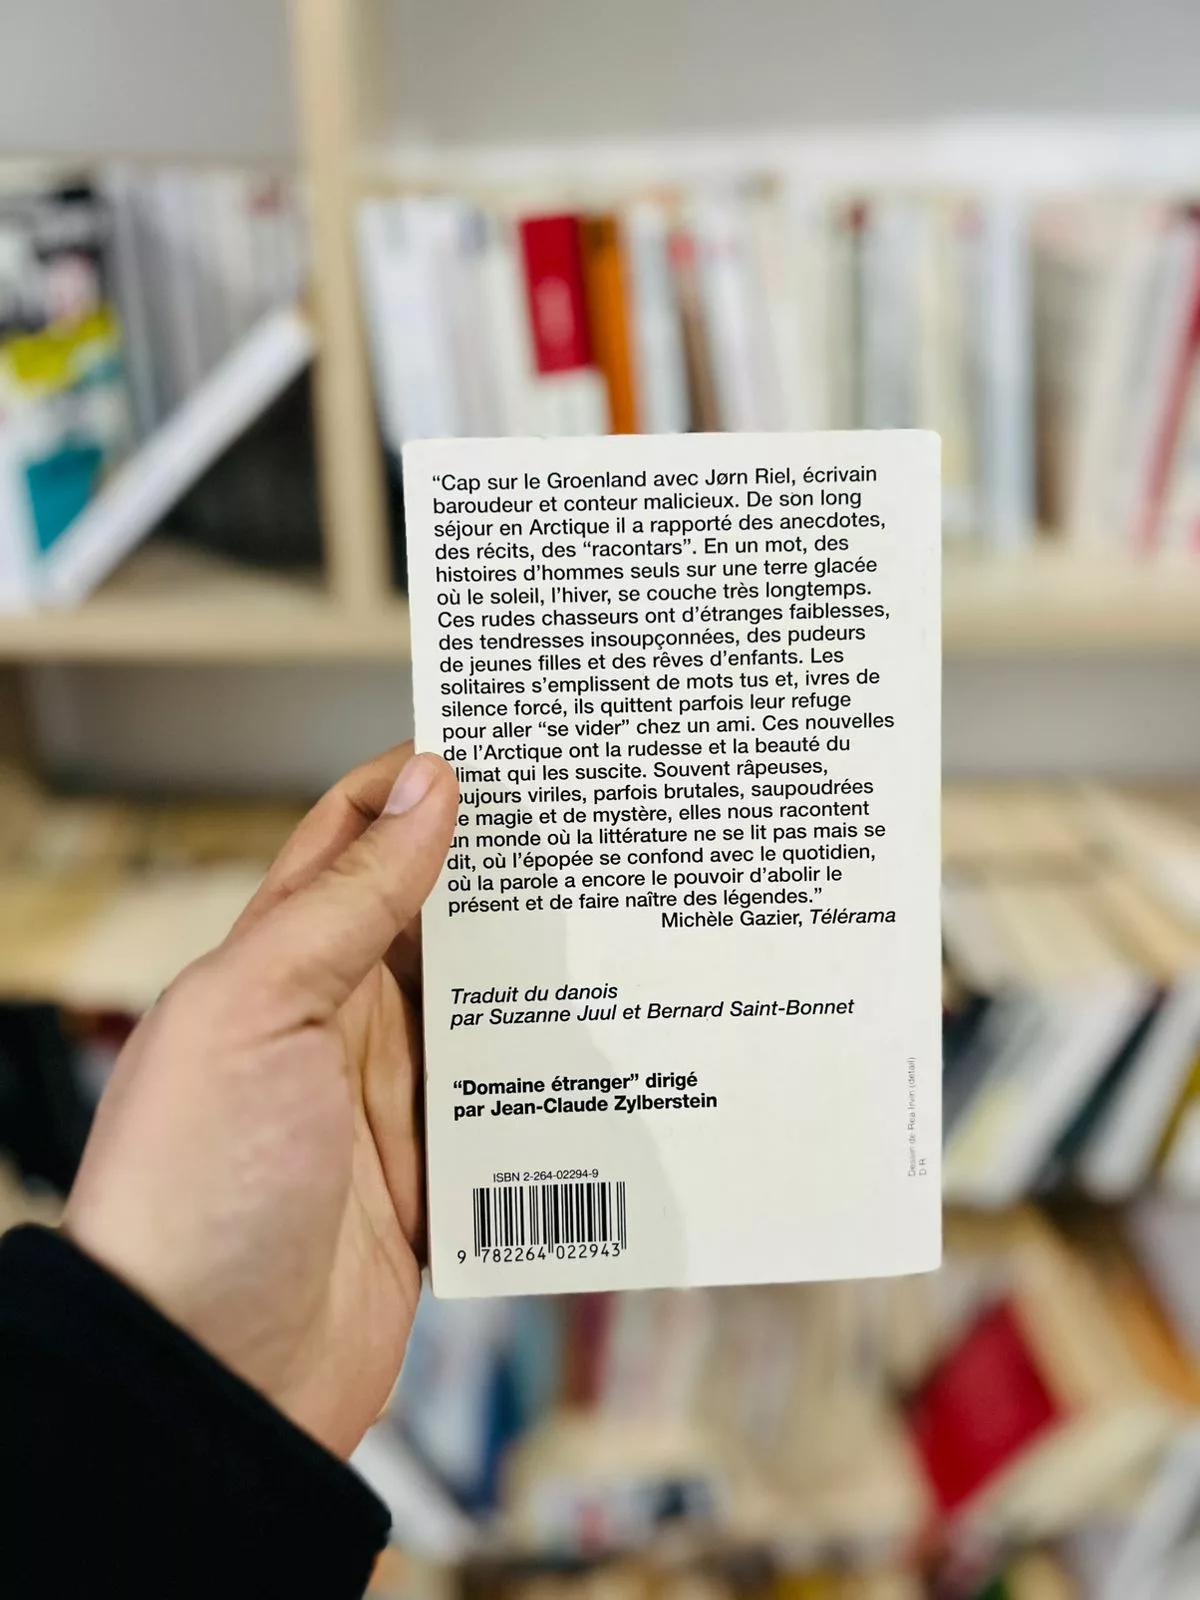 “Cap sur le Groenland avec Jørn Riel, écrivain
baroudeur et conteur malicieux. De son long
séjour en Arctique il a rapporté des anecdotes,
des récits, des “racontars”. En un mot, des
histoires d’hommes seuls sur une terre glacée
où le soleil, l’hiver, se couche très longtemps.
Ces rudes chasseurs ont d’étranges faiblesses,
des tendresses insoupçonnées, des pudeurs
de jeunes filles et des rêves d’enfants. Les
solitaires s’emplissent de mots tus et, ivres de
silence forcé, ils quittent parfois leur refuge
pour aller “se vider” chez un ami. Ces nouvelles
de l’Arctique ont la rudesse et la beauté du
limat qui les suscite. Souvent râpeuses,
oujours viriles, parfois brutales, saupoudrées
e magie et de mystère, elles nous racontent
un monde où la littérature ne se lit pas mais se
dit, où l’épopée se confond avec le quotidien,
où la parole a encore le pouvoir d’abolir le
présent et de faire naître des légendes.”
Michèle Gazier, Télérama
Traduit du danois
par Suzanne Juul et Bernard Saint-Bonnet
“Domaine étranger” dirigé
par Jean-Claude Zylberstein
ISBN 2-264-02294-9
9 782264 022943
Dessin de Rea Irvin (détail)
D.R.